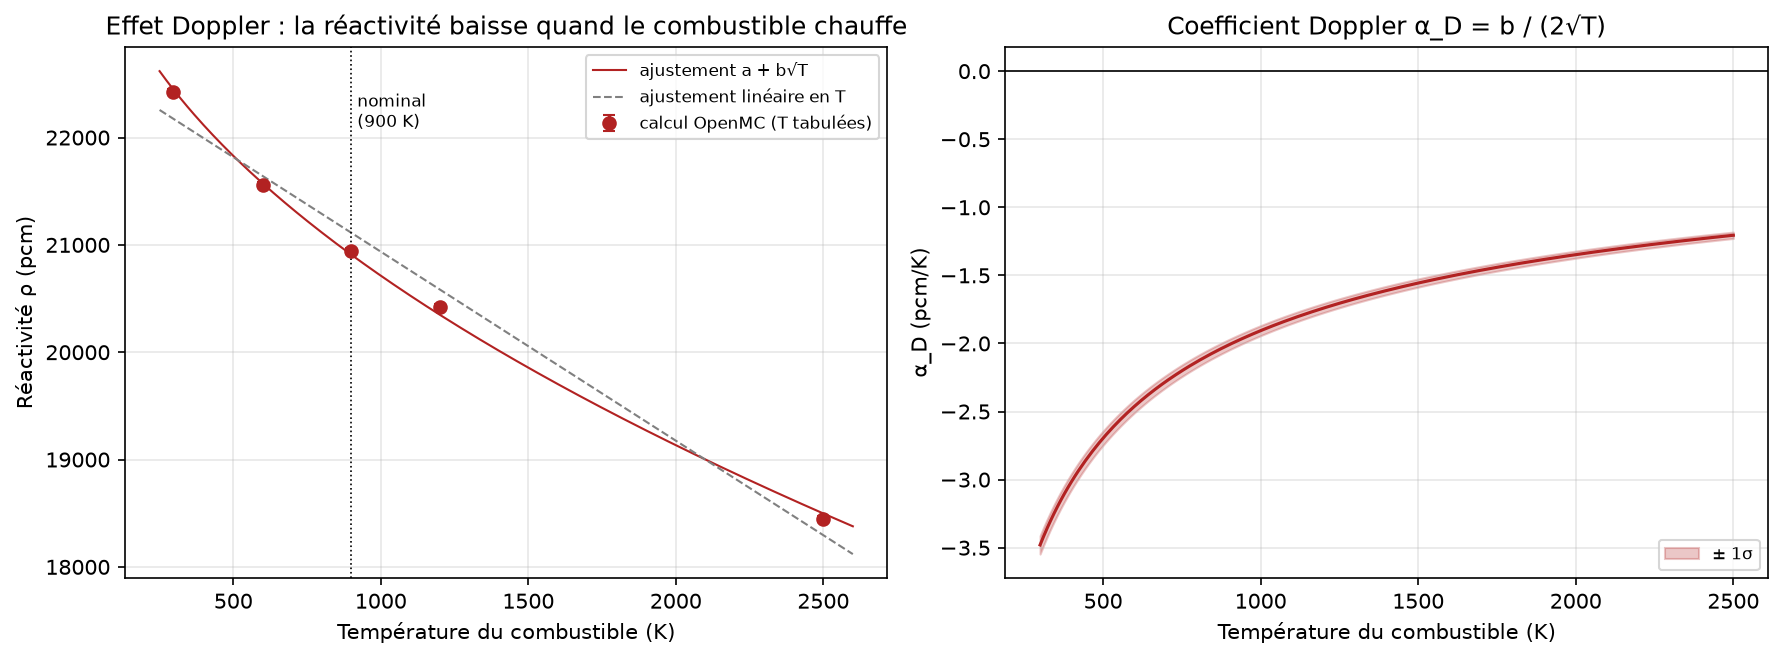 Effet Doppler : la réactivité baisse quand le combustible chauffe
Réactivité ρ (pcm)
22000
21000
20000
19000
18000
nominal
(900 K)
ajustement a + b√T
ajustement linéaire en T
calcul OpenMC (T tabulées)
500 1000 1500 2000 2500
Température du combustible (K)
Coefficient Doppler α_D = b / (2√T)
α_D (pcm/K)
0.0
−0.5
−1.0
−1.5
−2.0
−2.5
−3.0
−3.5
± 1σ
500 1000 1500 2000 2500
Température du combustible (K)